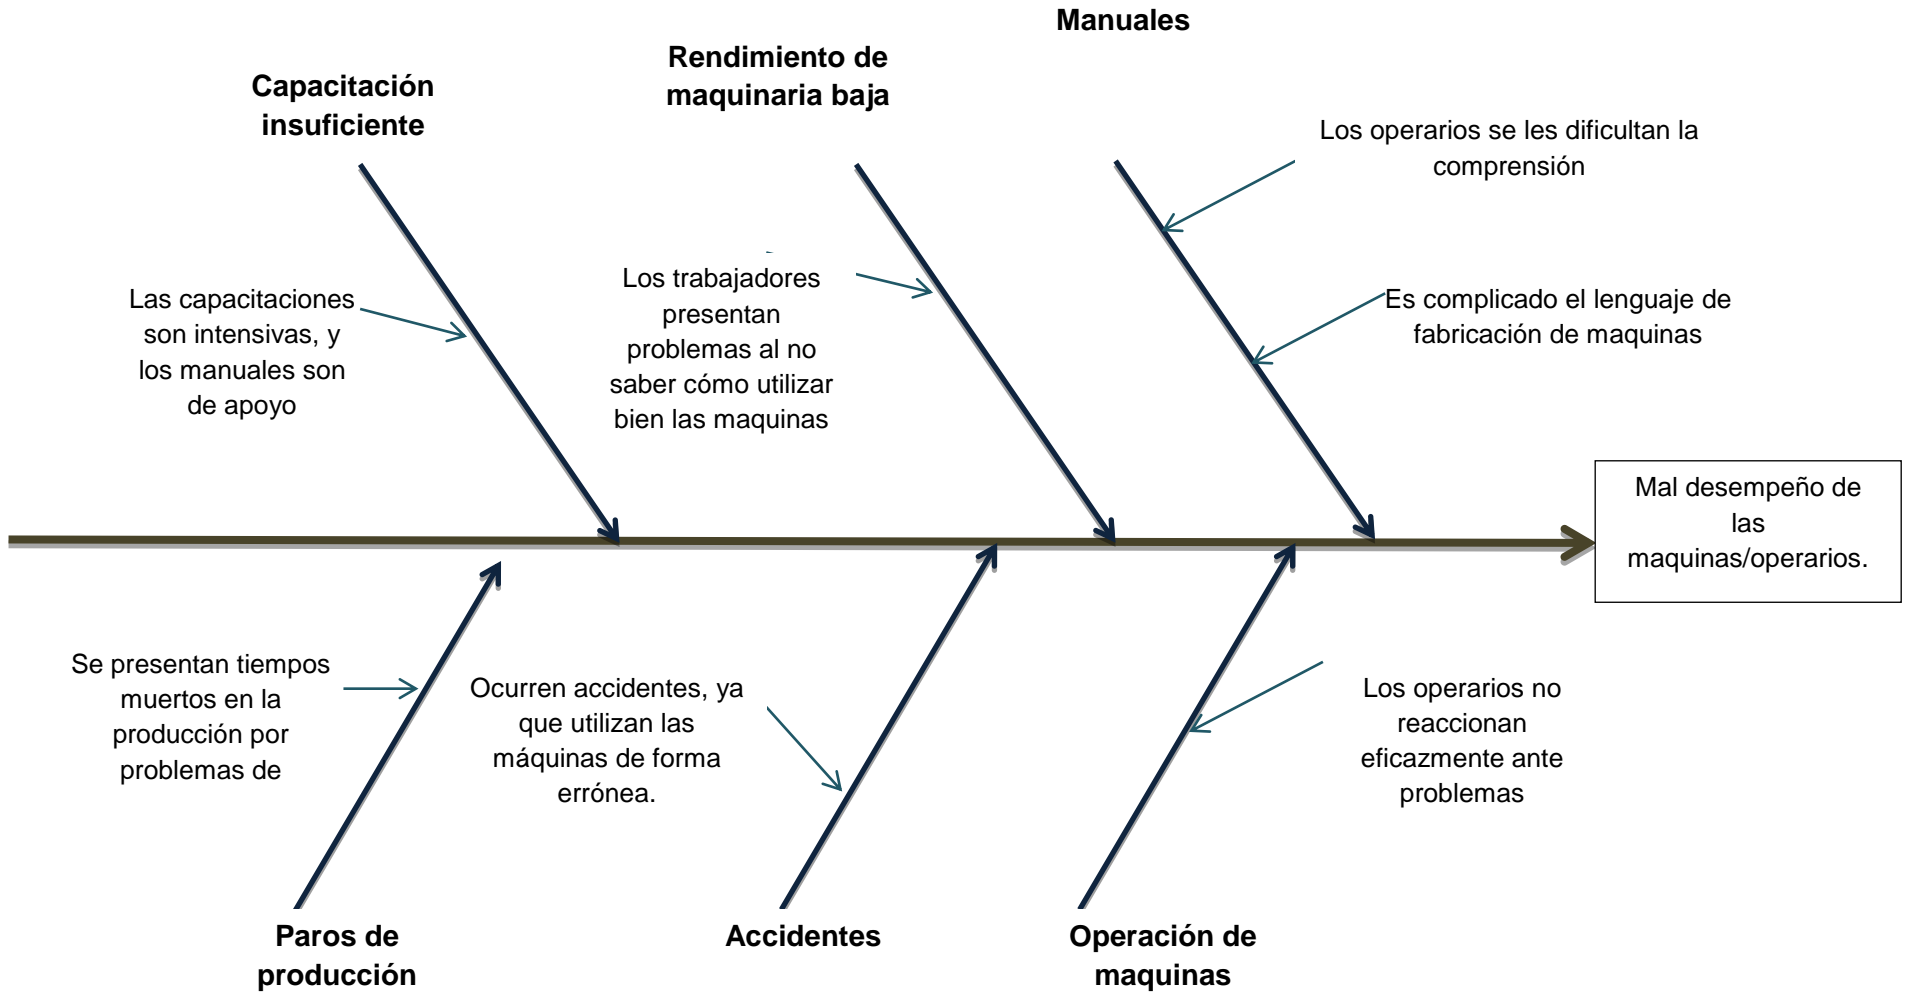 Manuales
Rendimiento de
maquinaria baja
Capacitación
insuficiente
Los operarios se les dificultan la
comprensión
Las capacitaciones
son intensivas, y
los manuales son
de apoyo
Los trabajadores
presentan
problemas al no
saber cómo utilizar
bien las maquinas
Es complicado el lenguaje de
fabricación de maquinas
Mal desempeño de
las
maquinas/operarios.
Se presentan tiempos
muertos en la
producción por
problemas de
Ocurren accidentes, ya
que utilizan las
máquinas de forma
errónea.
Los operarios no
reaccionan
eficazmente ante
problemas
Paros de
producción
Accidentes
Operación de
maquinas